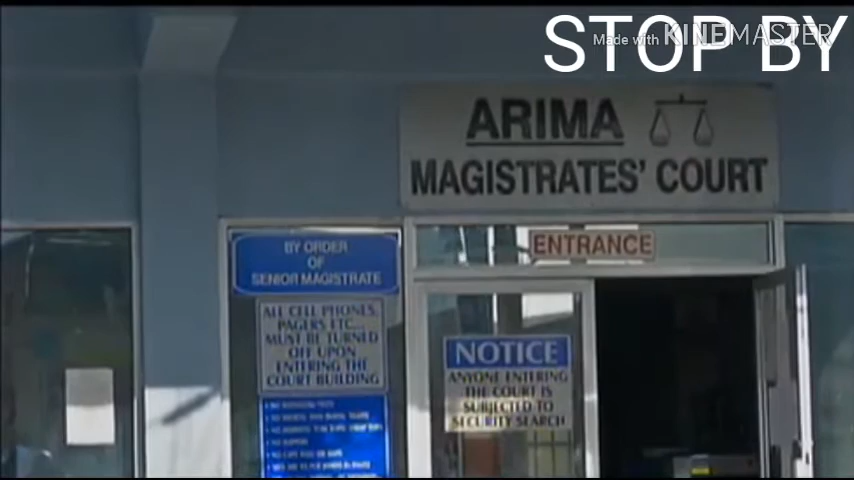 STOP BY
Made with KINEMASTER
ARIMA
MAGISTRATES' COURT
ENTRANCE
BY ORDER
OF
SENIOR MAGISTRATE
ALL CELL PHONES,
PAGERS ETC...
MUST BE TURNED
OFF UPON
ENTERING THE
COURT BUILDING
NOTICE
ANYONE ENTERING
THE COURT IS
SUBJECTED TO
SECURITY SEARCH